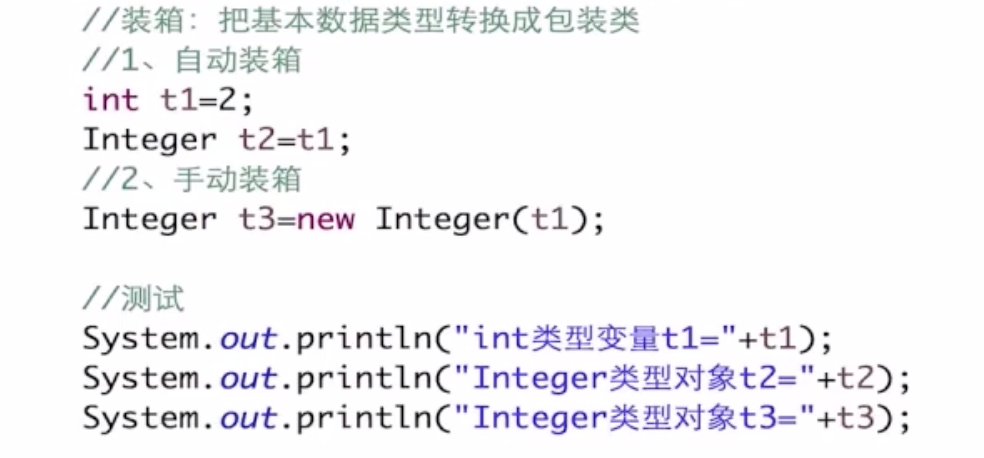 //装箱：把基本数据类型转换成包装类
//1、自动装箱
int t1=2;
Integer t2=t1;
//2、手动装箱
Integer t3=new Integer(t1);
//测试
System.out.println("int类型变量t1="+t1);
System.out.println("Integer类型对象t2="+t2);
System.out.println("Integer类型对象t3="+t3);